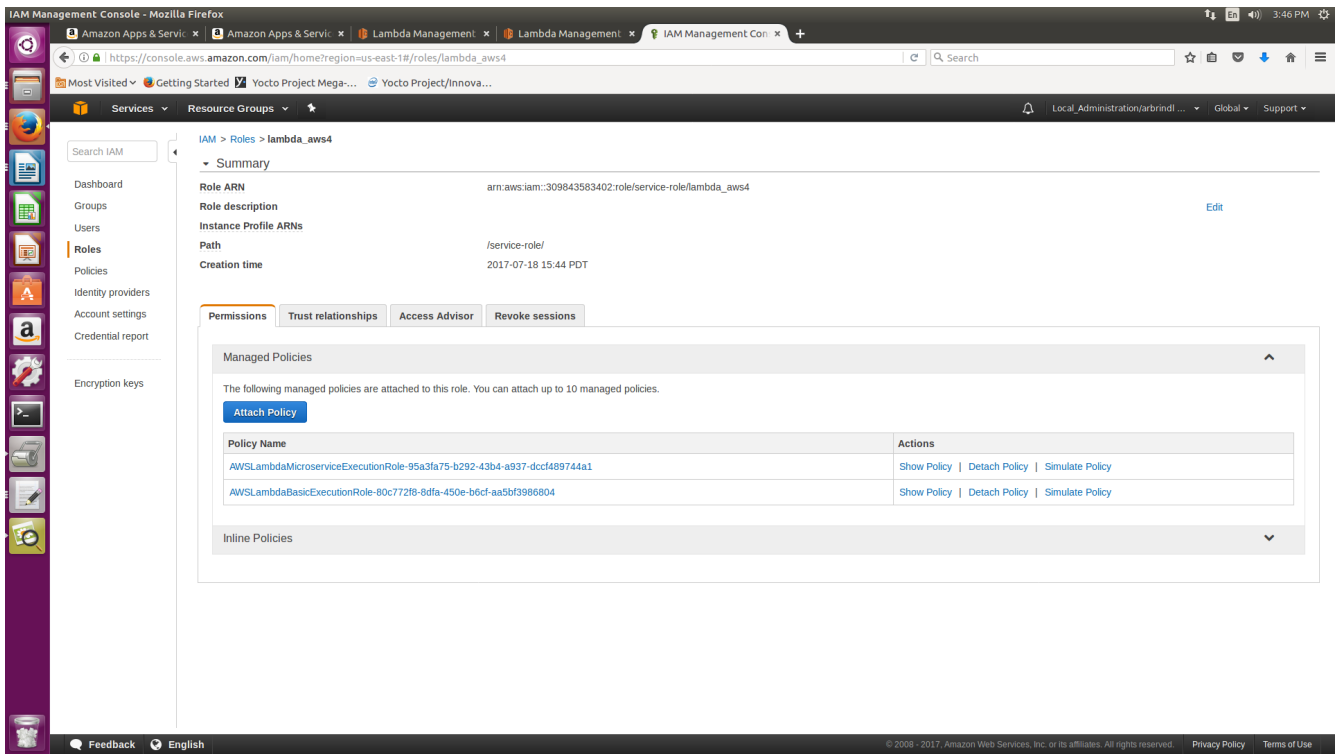 IAM Management Console - Mozilla Firefox
En 3:46 PM
Amazon Apps & Servic × Amazon Apps & Servic × Lambda Management × Lambda Management × IAM Management Con × +
https://console.aws.amazon.com/iam/home?region=us-east-1#/roles/lambda_aws4
Search
Most Visited Getting Started Yocto Project Mega-... Yocto Project/Innova...
Services Resource Groups Local_Administration/arbrindl ... Global Support
IAM > Roles > lambda_aws4
Search IAM
Summary
Dashboard
Groups
Users
Roles
Policies
Identity providers
Account settings
Credential report
Encryption keys
Role ARN arn:aws:iam::309843583402:role/service-role/lambda_aws4
Role description Edit
Instance Profile ARNs
Path /service-role/
Creation time 2017-07-18 15:44 PDT
Permissions Trust relationships Access Advisor Revoke sessions
Managed Policies
The following managed policies are attached to this role. You can attach up to 10 managed policies.
Attach Policy
Policy Name Actions
AWSLambdaMicroserviceExecutionRole-95a3fa75-b292-43b4-a937-dccf489744a1 Show Policy | Detach Policy | Simulate Policy
AWSLambdaBasicExecutionRole-80c772f8-8dfa-450e-b6cf-aa5bf3986804 Show Policy | Detach Policy | Simulate Policy
Inline Policies
Feedback English © 2008 - 2017, Amazon Web Services, Inc. or its affiliates. All rights reserved. Privacy Policy Terms of Use